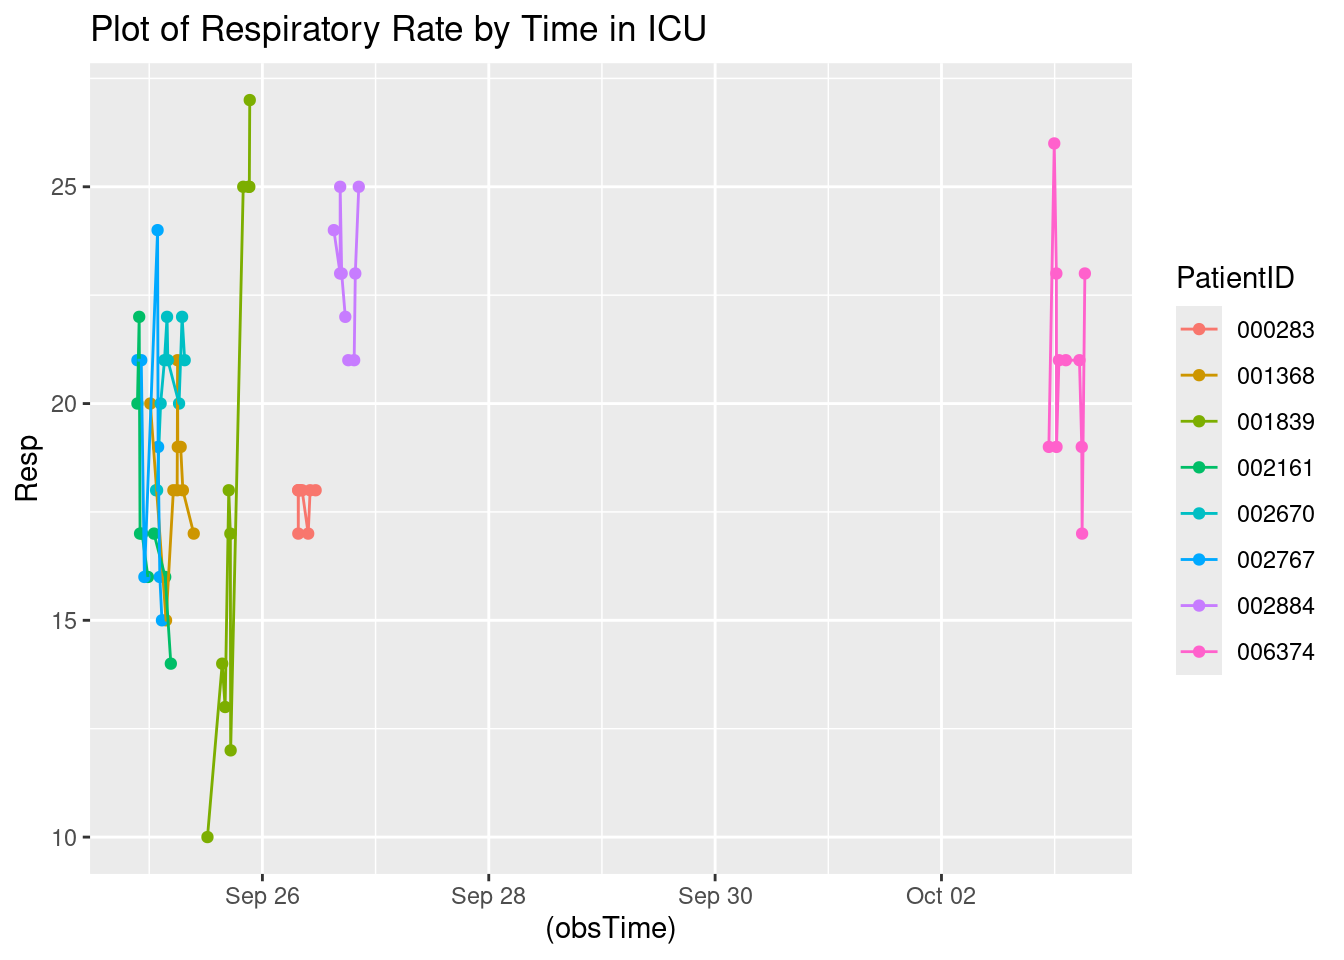 Plot of Respiratory Rate by Time in ICU
25
20
15
10
Resp
Sep 26 Sep 28 Sep 30 Oct 02
(obsTime)
PatientID
000283
001368
001839
002161
002670
002767
002884
006374